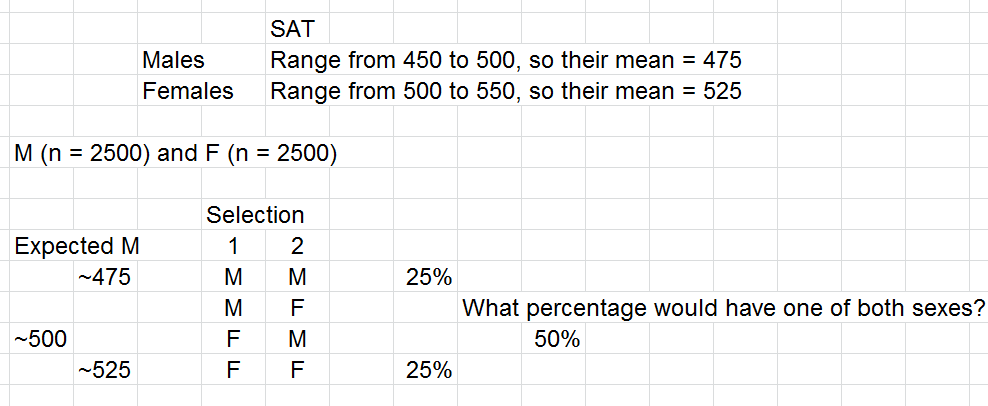 SAT
Males Range from 450 to 500, so their mean = 475
Females Range from 500 to 550, so their mean = 525
M (n = 2500) and F (n = 2500)
Selection
Expected M 1 2
~475 M M 25%
M F What percentage would have one of both sexes?
~500 F M 50%
~525 F F 25%